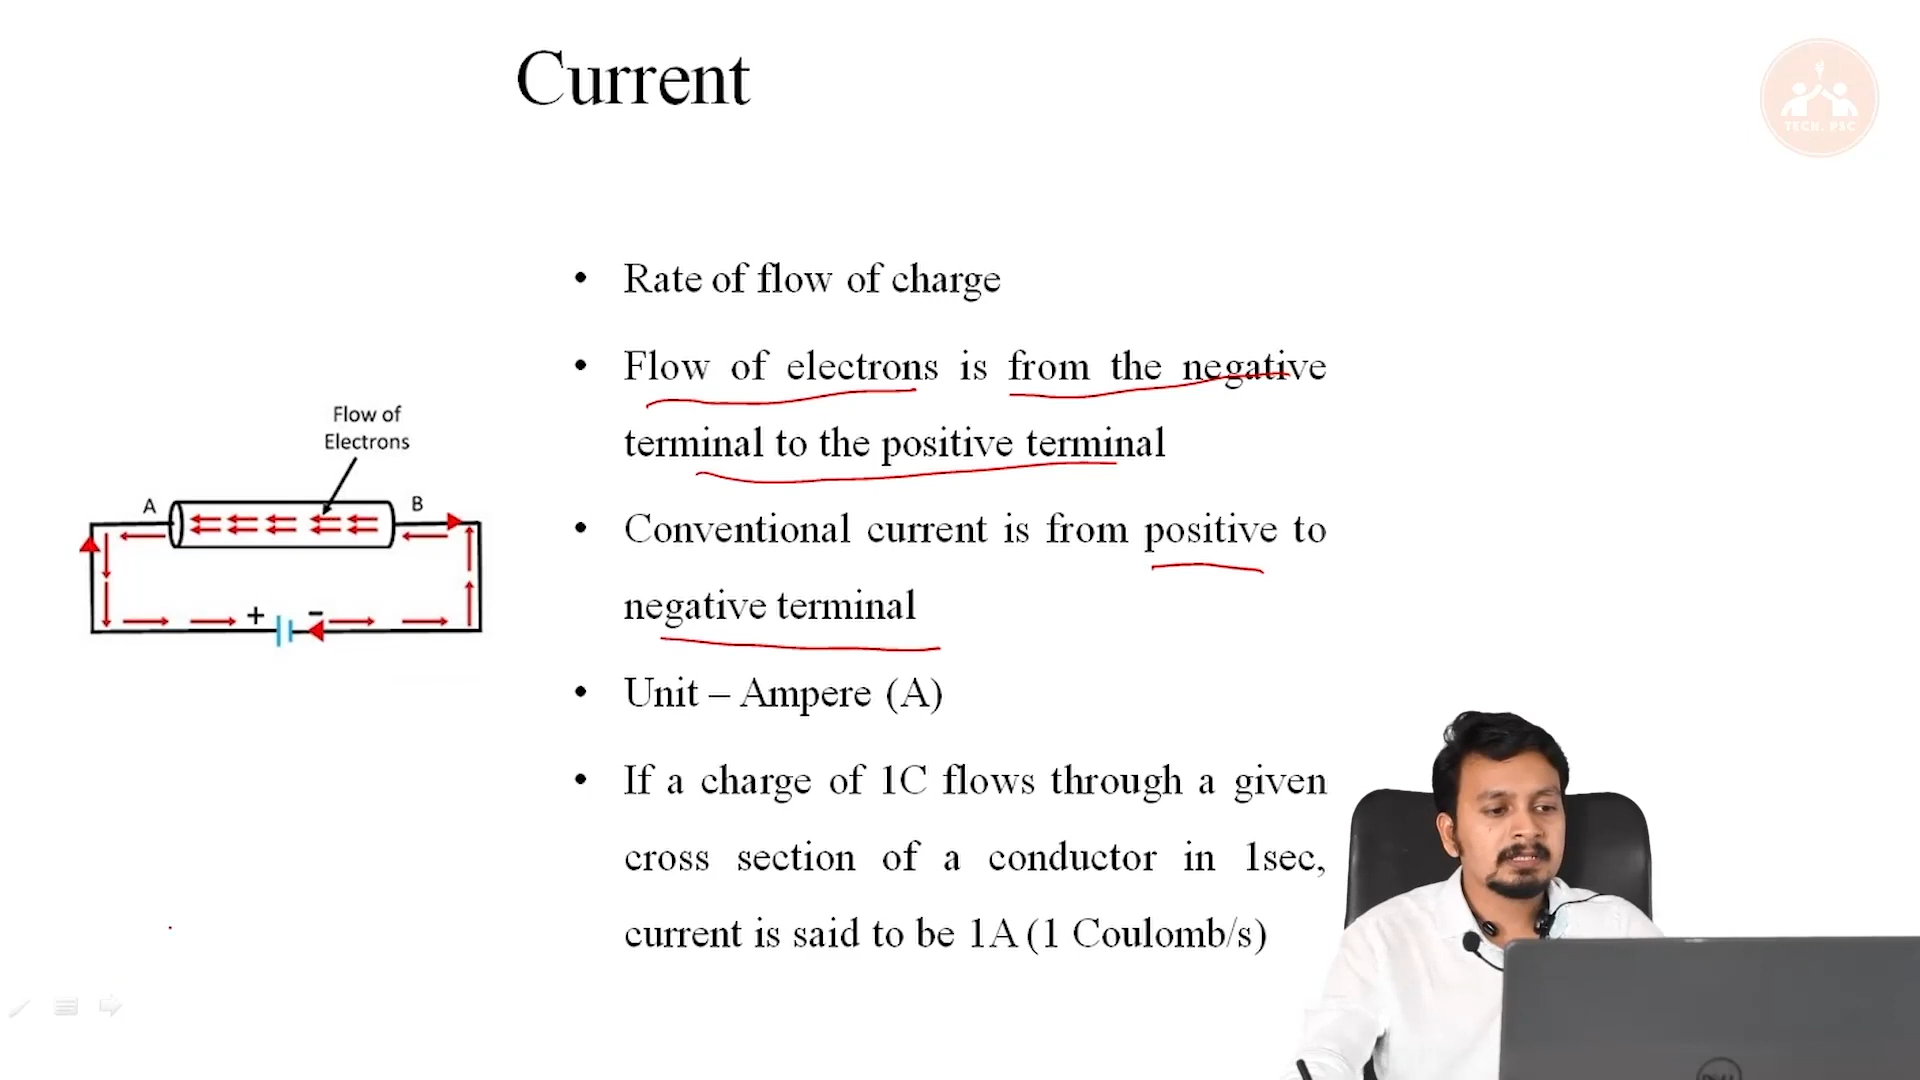 Current
TECH. PSC
• Rate of flow of charge
• Flow of electrons is from the negative
terminal to the positive terminal
• Conventional current is from positive to
negative terminal
• Unit – Ampere (A)
• If a charge of 1C flows through a given
cross section of a conductor in 1sec,
current is said to be 1A (1 Coulomb/s)
Flow of
Electrons
A
B
+
-